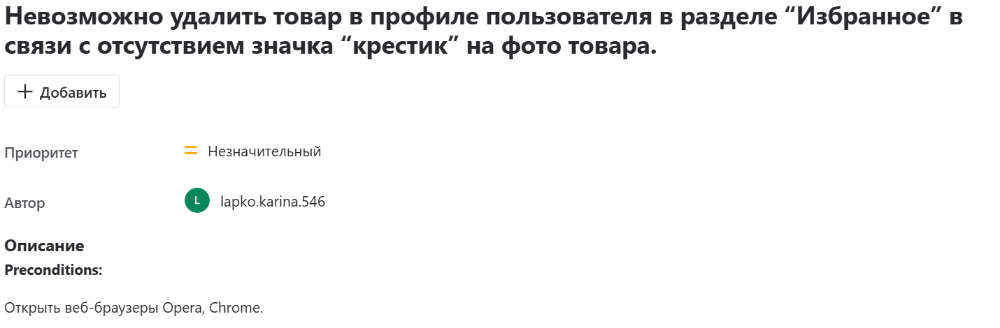 Невозможно удалить товар в профиле пользователя в разделе “Избранное” в
связи с отсутствием значка “крестик” на фото товара.
+ Добавить
Приоритет
Незначительный
Автор
L
lapko.karina.546
Описание
Preconditions:
Открыть веб-браузеры Opera, Chrome.